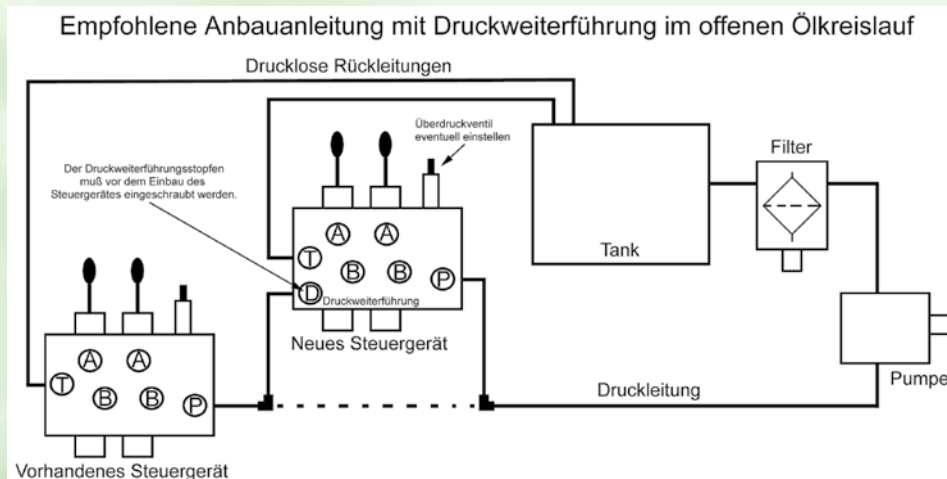 Empfohlene Anbauanleitung mit Druckweiterführung im offenen Ölkreislauf
Drucklose Rückleitungen
Überdruckventil
eventuell einstellen
Der Druckweiterführungsstopfen
muß vor dem Einbau des
Steuergerätes eingeschraubt werden.
Filter
Tank
A A
T
B B
P
D Druckweiterführung
Neues Steuergerät
Pumpe
Druckleitung
A A
T
B B
P
Vorhandenes Steuergerät